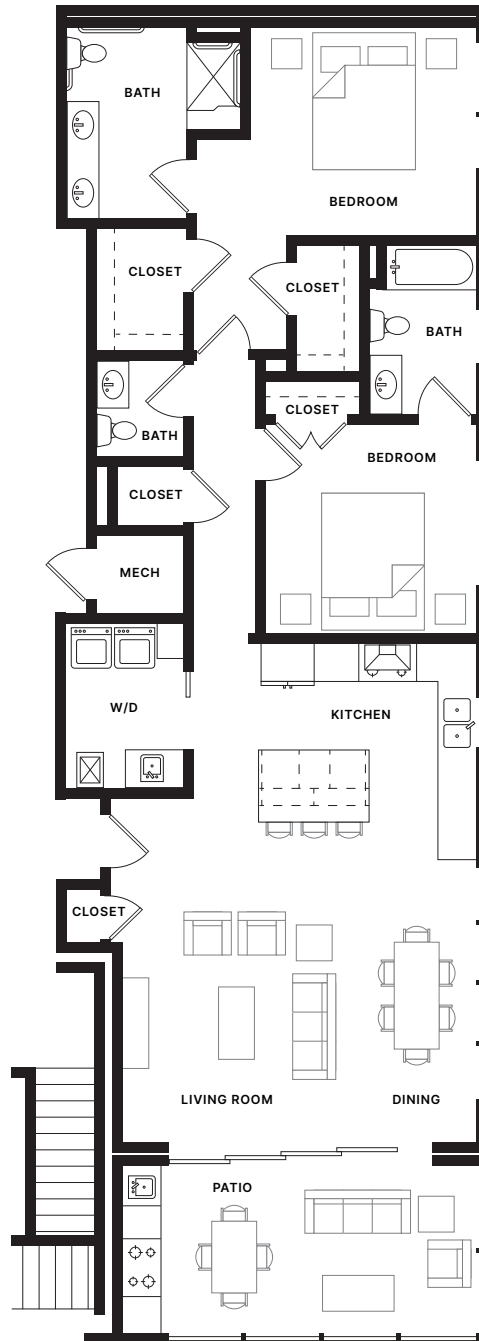 BATH
BEDROOM
CLOSET
CLOSET
BATH
CLOSET
BATH
BEDROOM
CLOSET
MECH
W/D
KITCHEN
CLOSET
LIVING ROOM
DINING
PATIO